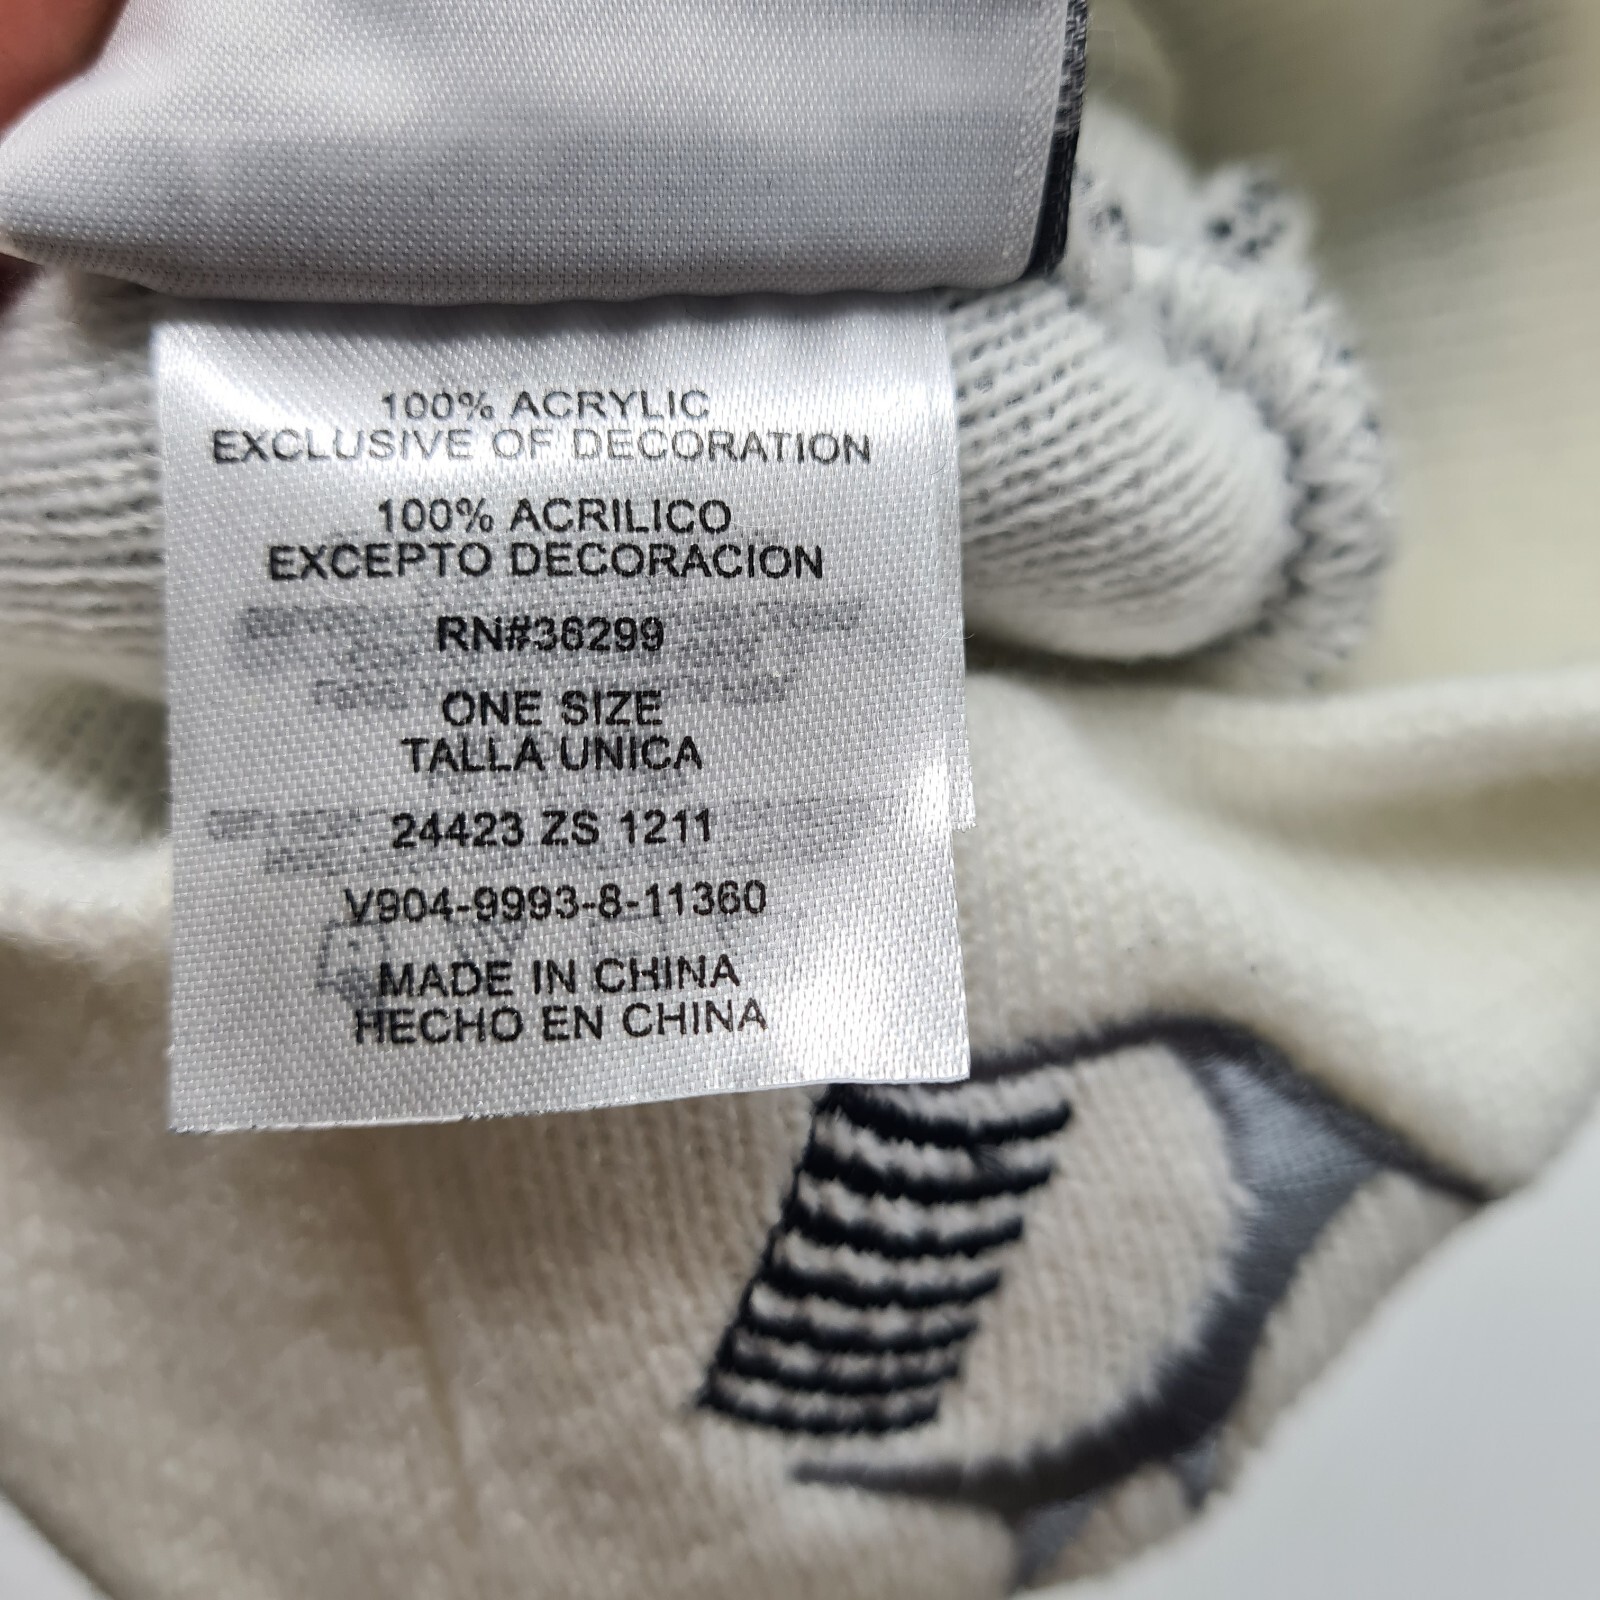 100% ACRYLIC
EXCLUSIVE OF DECORATION
100% ACRILICO
EXCEPTO DECORACION
RN#36299
ONE SIZE
TALLA UNICA
24423 ZS 1211
V904-9993-8-11360
MADE IN CHINA
HECHO EN CHINA